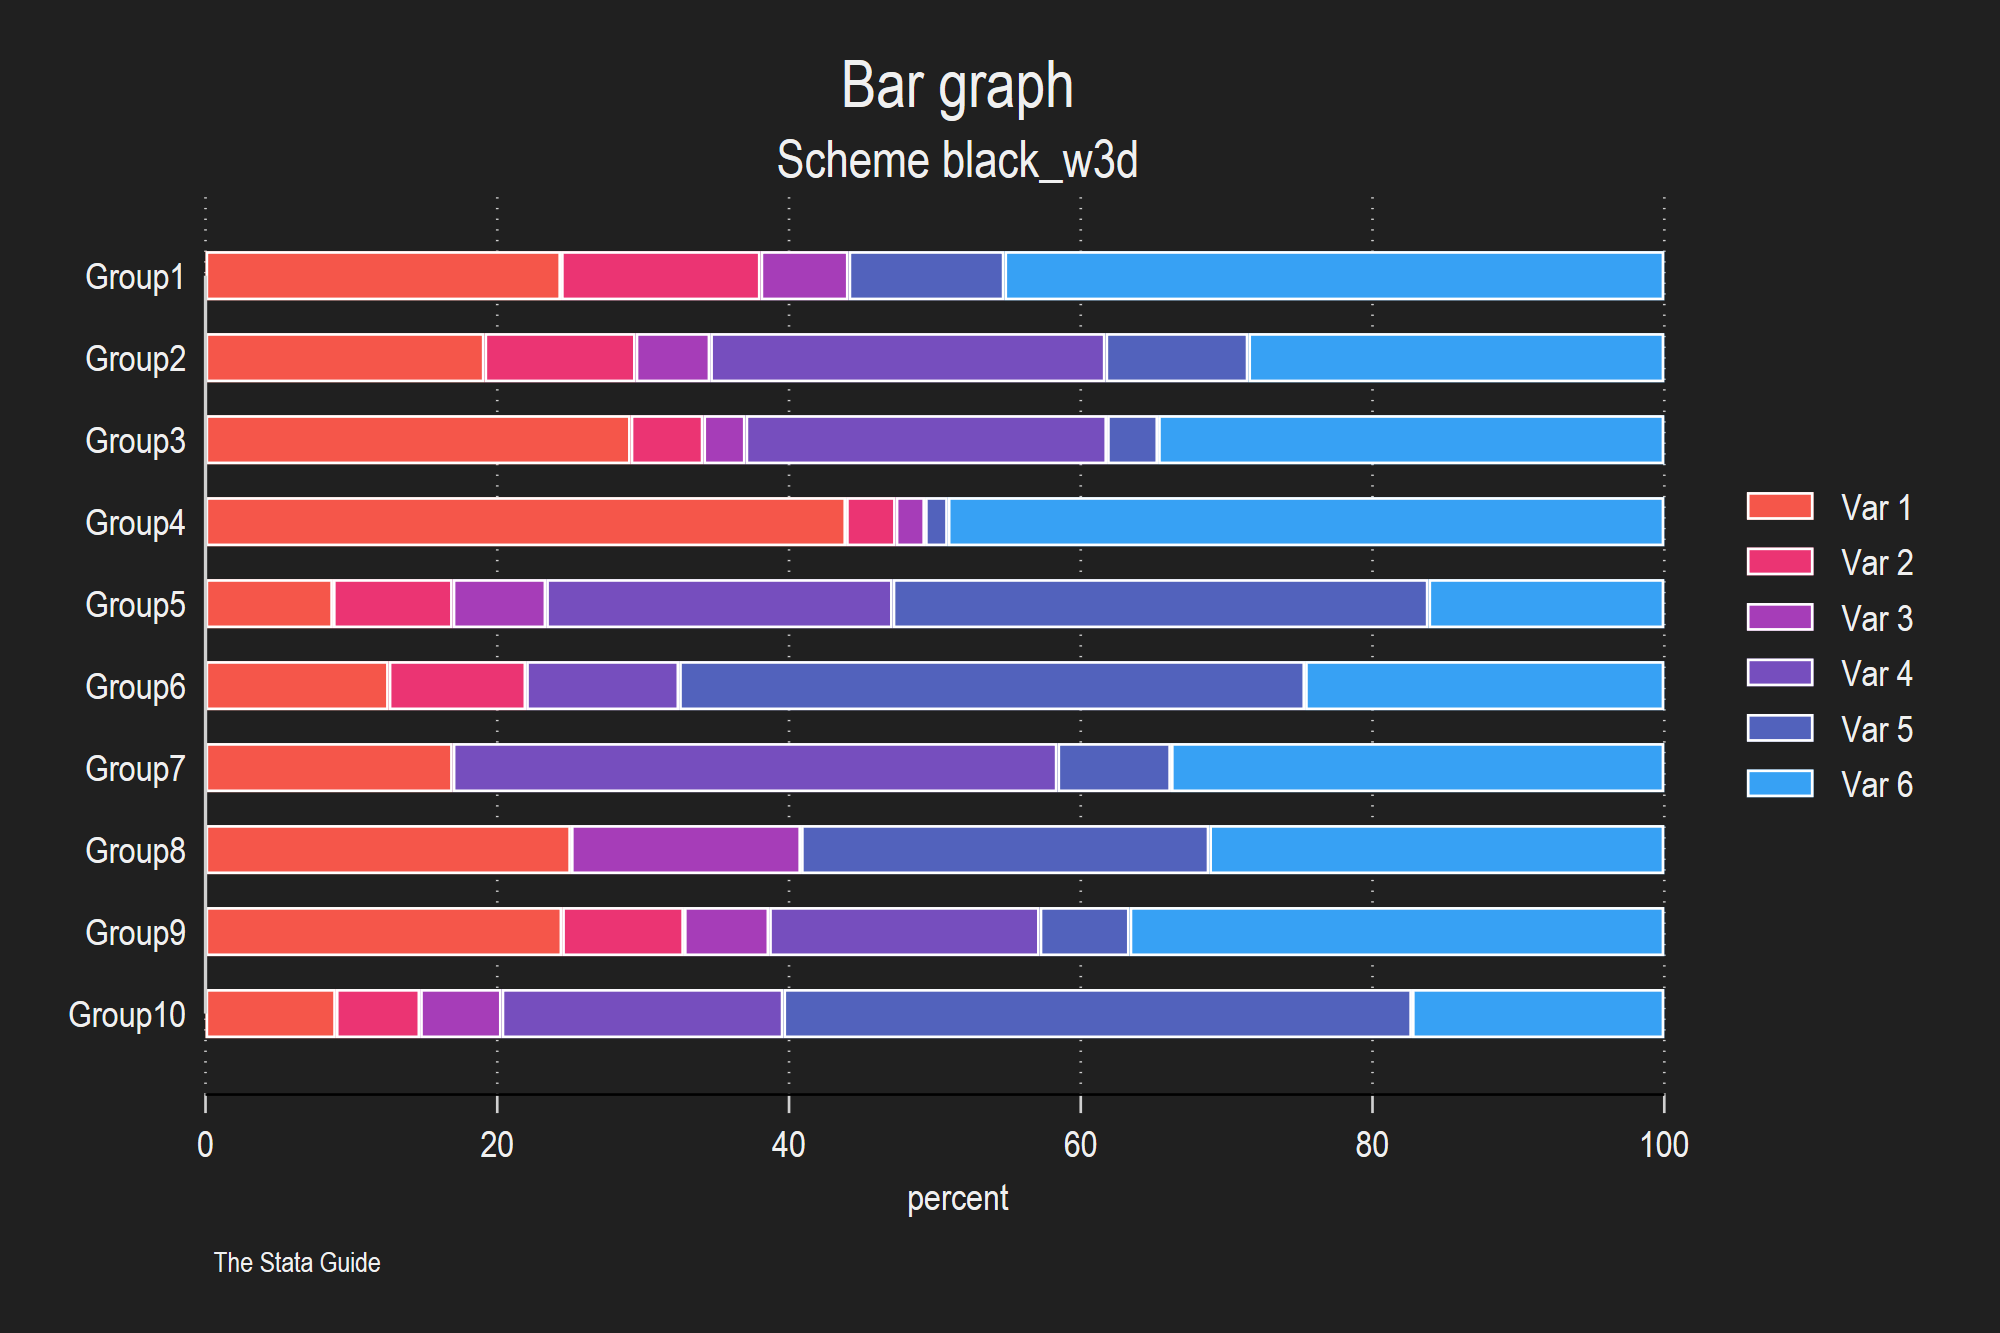 Bar graph
Scheme black_w3d
Group1
Group2
Group3
Group4
Group5
Group6
Group7
Group8
Group9
Group10
Var 1
Var 2
Var 3
Var 4
Var 5
Var 6
0 20 40 60 80 100
percent
The Stata Guide